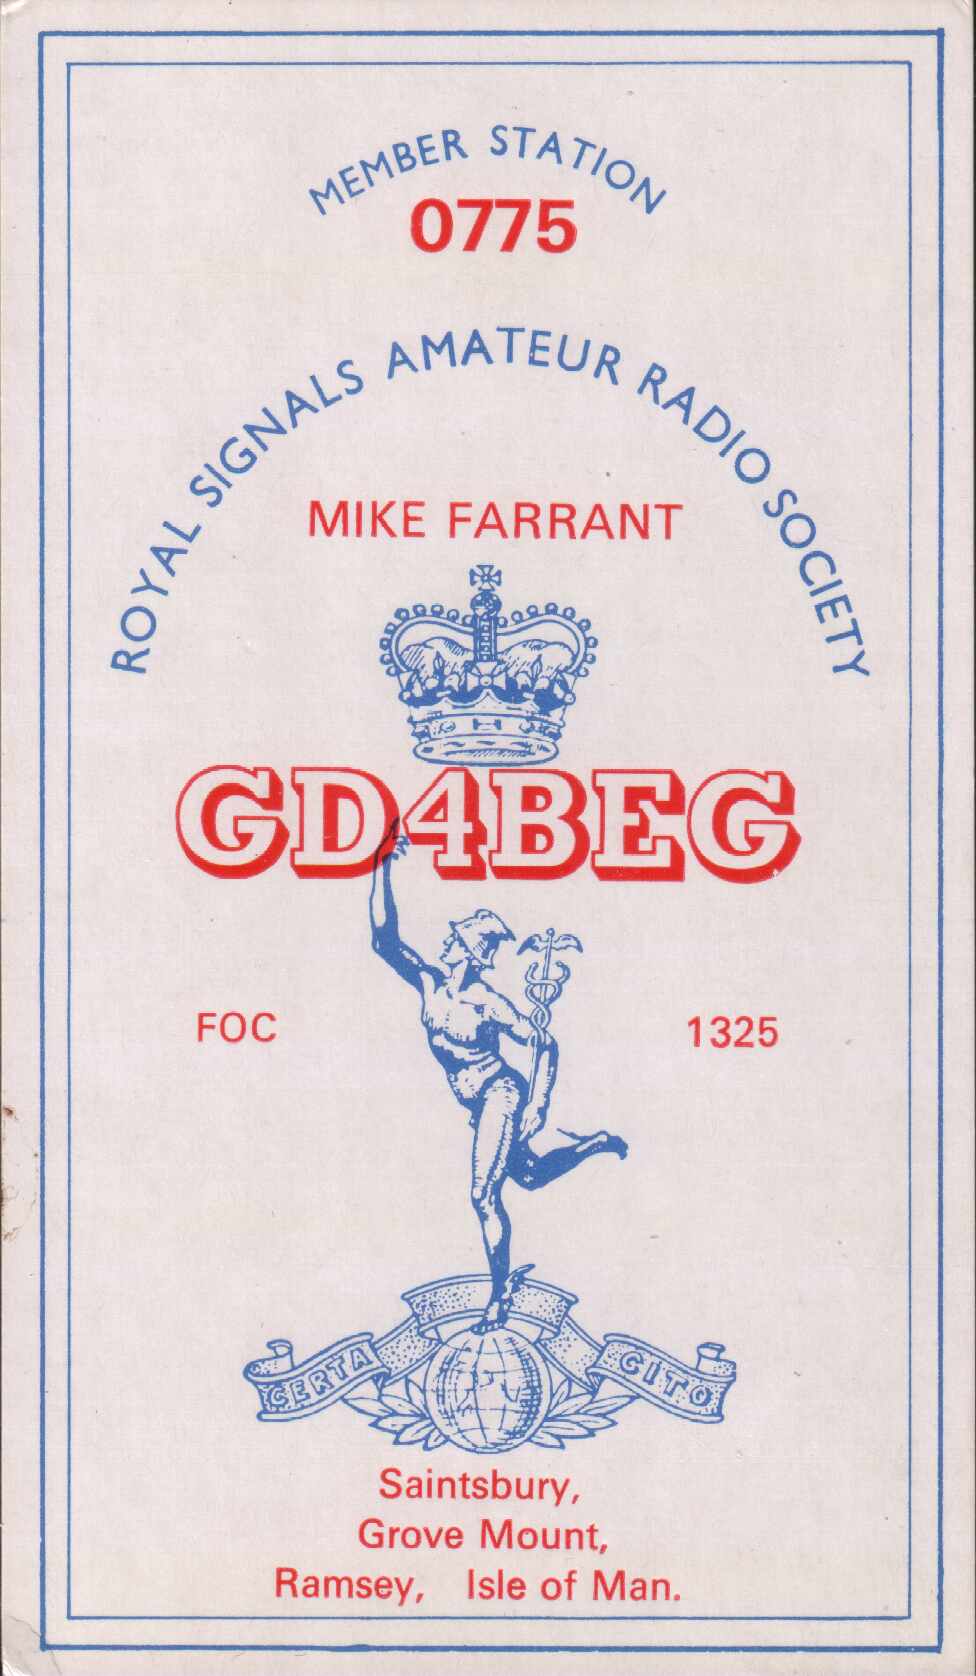 MEMBER STATION
0775
ROYAL SIGNALS AMATEUR RADIO SOCIETY
MIKE FARRANT
GD4BEG
FOC 1325
CERTA CITO
Saintsbury,
Grove Mount,
Ramsey, Isle of Man.